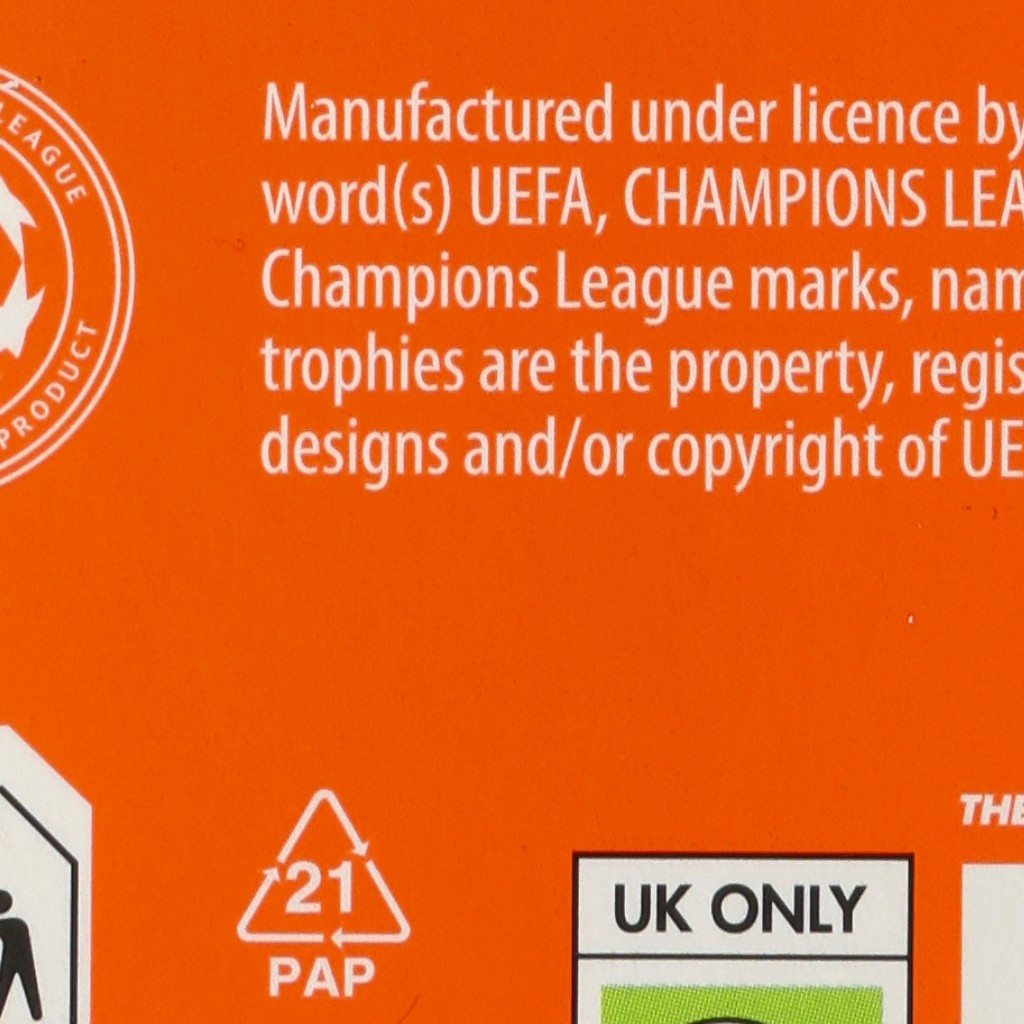 LEAGUE
PRODUCT
Manufactured under licence by
word(s) UEFA, CHAMPIONS LEA
Champions League marks, nam
trophies are the property, regis
designs and/or copyright of UE
21
PAP
UK ONLY
THE